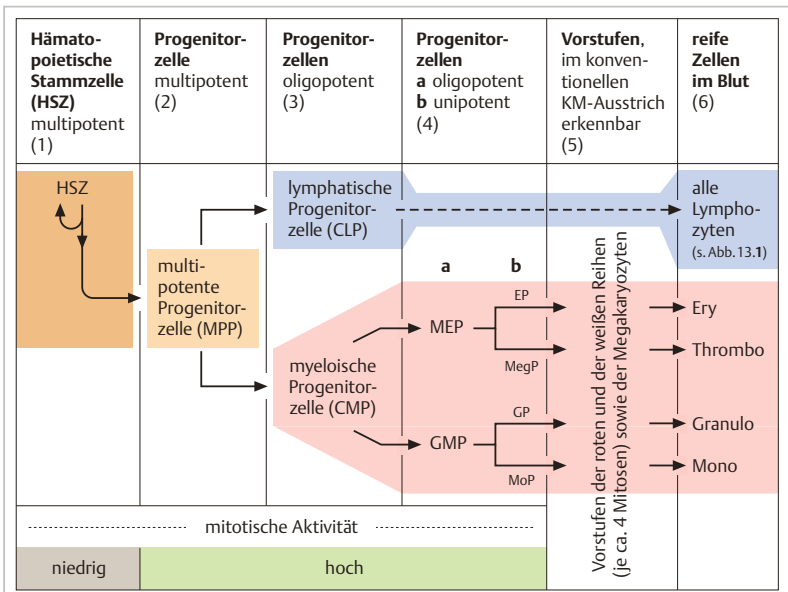 Hämato-
poietische
Stammzelle
(HSZ)
multipotent
(1)
Progenitor-
zelle
multipotent
(2)
Progenitor-
zellen
oligopotent
(3)
Progenitor-
zellen
a oligopotent
b unipotent
(4)
Vorstufen,
im konven-
tionellen
KM-Ausstrich
erkennbar
(5)
reife
Zellen
im Blut
(6)
HSZ
multi-
potente
Progenitor-
zelle (MPP)
lymphatische
Progenitor-
zelle (CLP)
alle
Lympho-
zyten
(s. Abb. 13.1)
a
b
myeloische
Progenitor-
zelle (CMP)
MEP
EP
MegP
GMP
GP
MoP
Vorstufen der roten und der weißen Reihen
(je ca. 4 Mitosen) sowie der Megakaryozyten
Ery
Thrombo
Granulo
Mono
mitotische Aktivität
niedrig
hoch